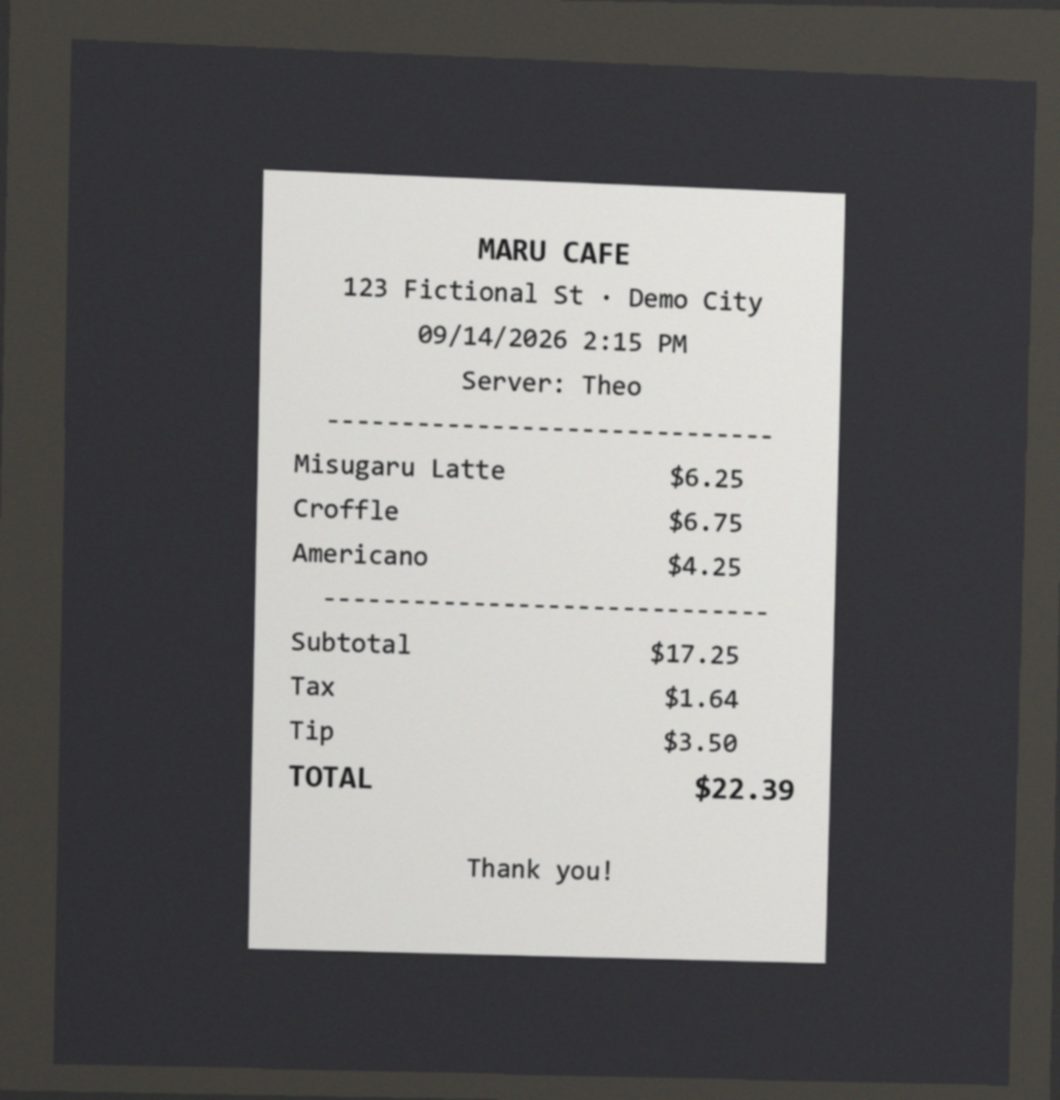 MARU CAFE
123 Fictional St · Demo City
09/14/2026 2:15 PM
Server: Theo
------------------------------
Misugaru Latte $6.25
Croffle $6.75
Americano $4.25
------------------------------
Subtotal $17.25
Tax $1.64
Tip $3.50
TOTAL $22.39
Thank you!